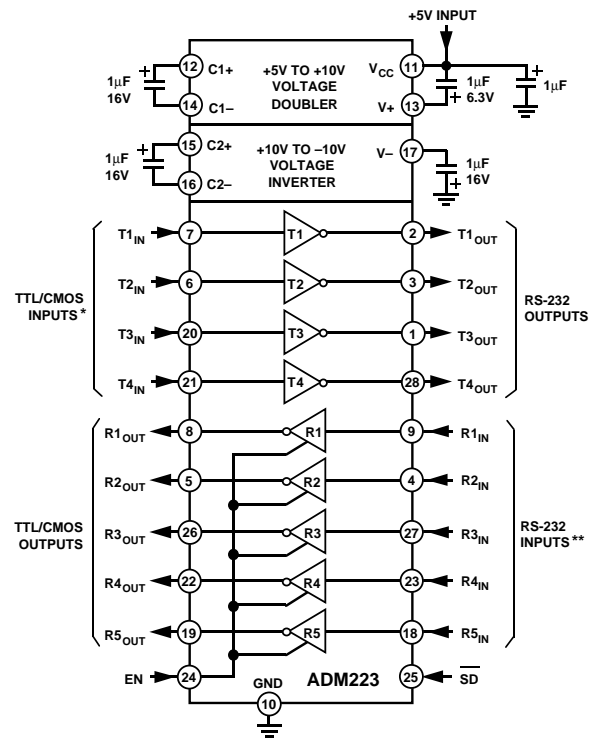 +5V INPUT
12 C1+ +5V TO +10V VOLTAGE DOUBLER VCC 11
1μF 16V
14 C1– V+ 13
1μF 6.3V
1μF
15 C2+ +10V TO –10V VOLTAGE INVERTER V– 17
1μF 16V
16 C2–
1μF 16V
TTL/CMOS INPUTS *
T1IN 7 T1 2 T1OUT
T2IN 6 T2 3 T2OUT
T3IN 20 T3 1 T3OUT
T4IN 21 T4 28 T4OUT
RS-232 OUTPUTS
TTL/CMOS OUTPUTS
R1OUT 8 R1 9 R1IN
R2OUT 5 R2 4 R2IN
R3OUT 26 R3 27 R3IN
R4OUT 22 R4 23 R4IN
R5OUT 19 R5 18 R5IN
RS-232 INPUTS **
EN 24 GND ADM223 25 SD
10